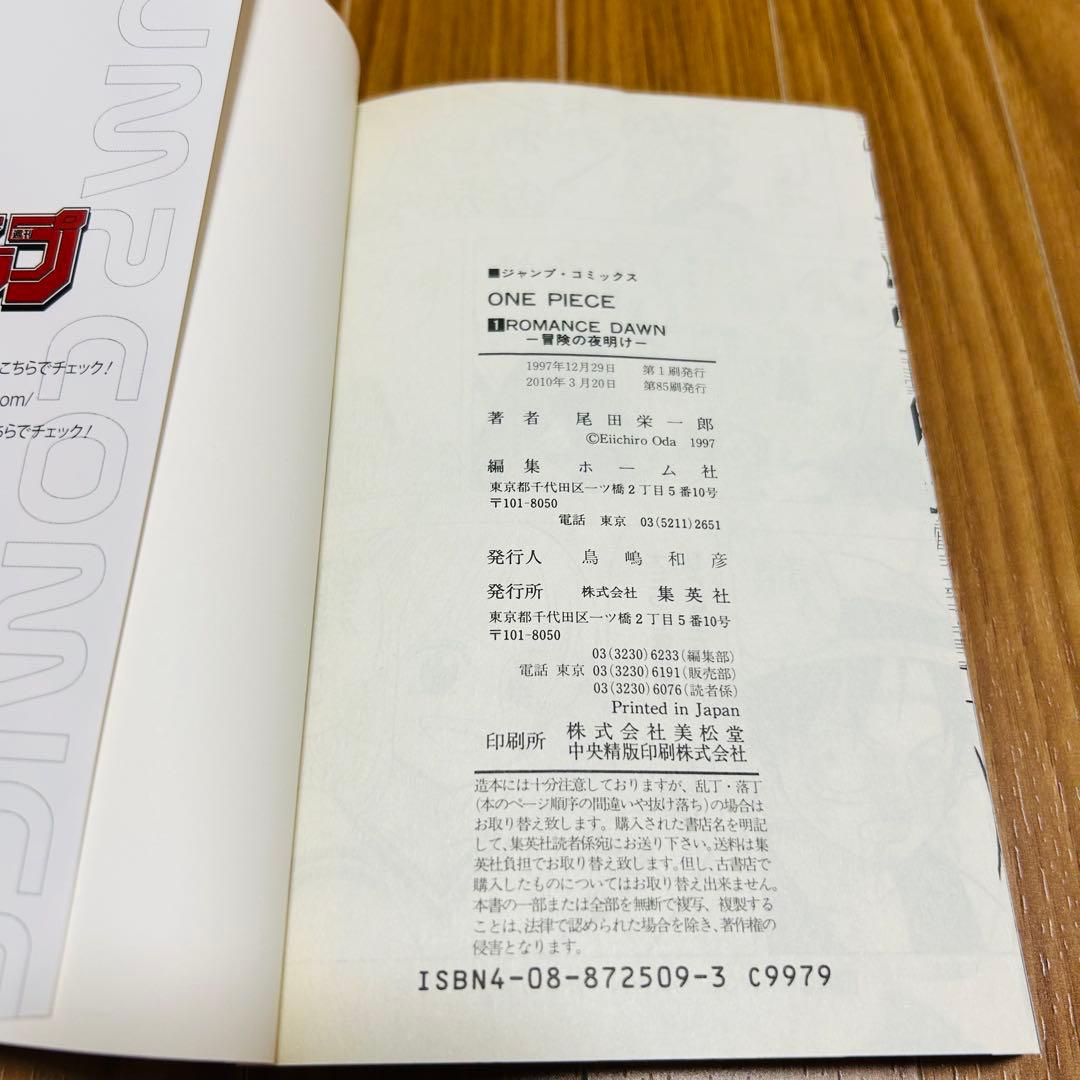 JUMP COMICS
週刊
ンプ
こちらでチェック!
om/
らでチェック!
■ジャンプ・コミックス
ONE PIECE
1 ROMANCE DAWN
ー冒険の夜明けー
1997年12月29日 第1刷発行
2010年3月20日 第85刷発行
著者 尾田栄一郎
©Eiichiro Oda 1997
編集 ホーム社
東京都千代田区一ツ橋2丁目5番10号
〒101-8050
電話 東京 03(5211)2651
発行人 鳥嶋和彦
発行所 株式会社 集英社
東京都千代田区一ツ橋2丁目5番10号
〒101-8050
03(3230)6233(編集部)
電話 東京 03(3230)6191(販売部)
03(3230)6076(読者係)
Printed in Japan
印刷所 株式会社美松堂
中央精版印刷株式会社
造本には十分注意しておりますが、乱丁・落丁
(本のページ順序の間違いや抜け落ち)の場合は
お取り替え致します。購入された書店名を明記
して、集英社読者係宛にお送り下さい。送料は集
英社負担でお取り替え致します。但し、古書店で
購入したものについてはお取り替え出来ません。
本書の一部または全部を無断で複写、複製する
ことは、法律で認められた場合を除き、著作権の
侵害となります。
ISBN4-08-872509-3 C9979